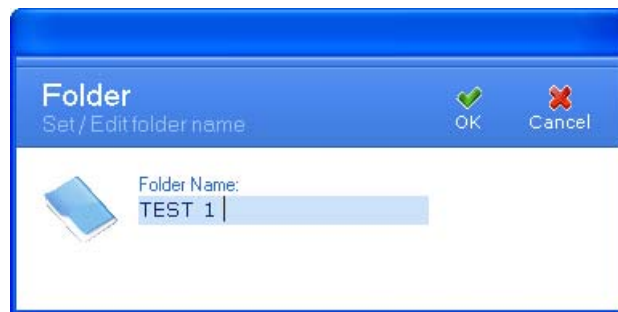 Folder
Set / Edit folder name
OK
Cancel
Folder Name:
TEST 1